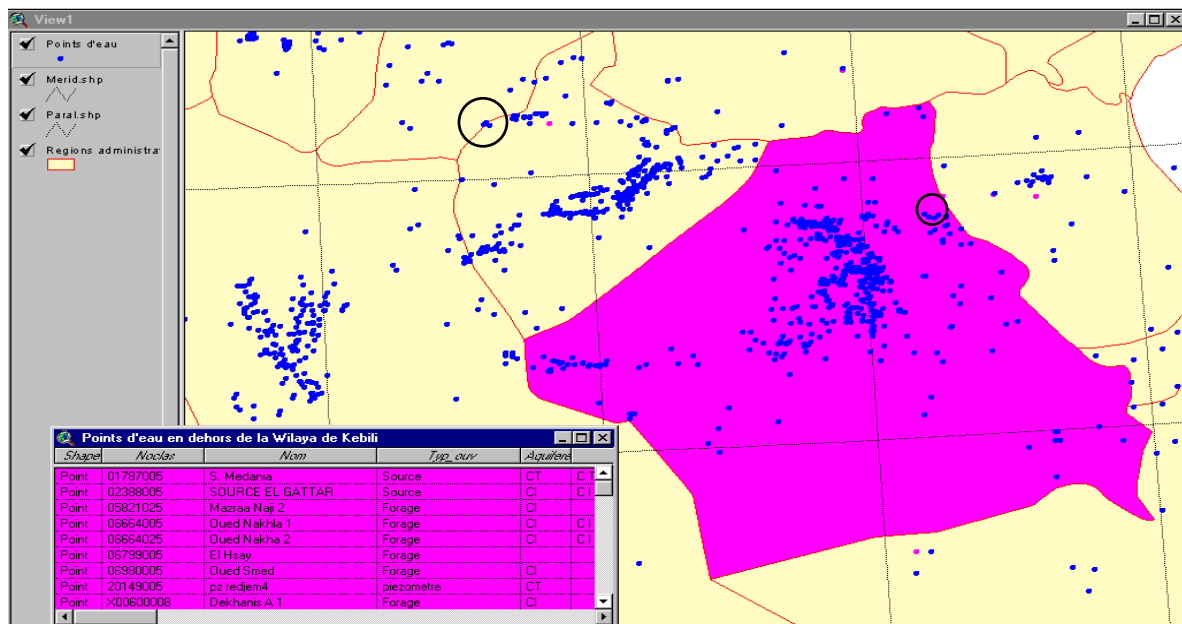 View1
Points d'eau
Merid.shp
Paral.shp
Regions administra
Points d'eau en dehors de la Wilaya de Kebili
Shape Noclas Nom Typ_ouv Aquifere
Point 01787005 S. Medania Source CT C T
Point 02388005 SOURCE EL GATTAR Source CI
Point 05821025 Mazraa Naji 2 Forage CI
Point 06664005 Oued Nakhla 1 Forage CI C I
Point 06664025 Oued Nakha 2 Forage CI C I
Point 06799005 El Hsay Forage
Point 06980005 Oued Smed Forage CI
Point 20149005 pz redjem4 piezometre CT
Point X00600008 Dekhanis A 1 Forage CI